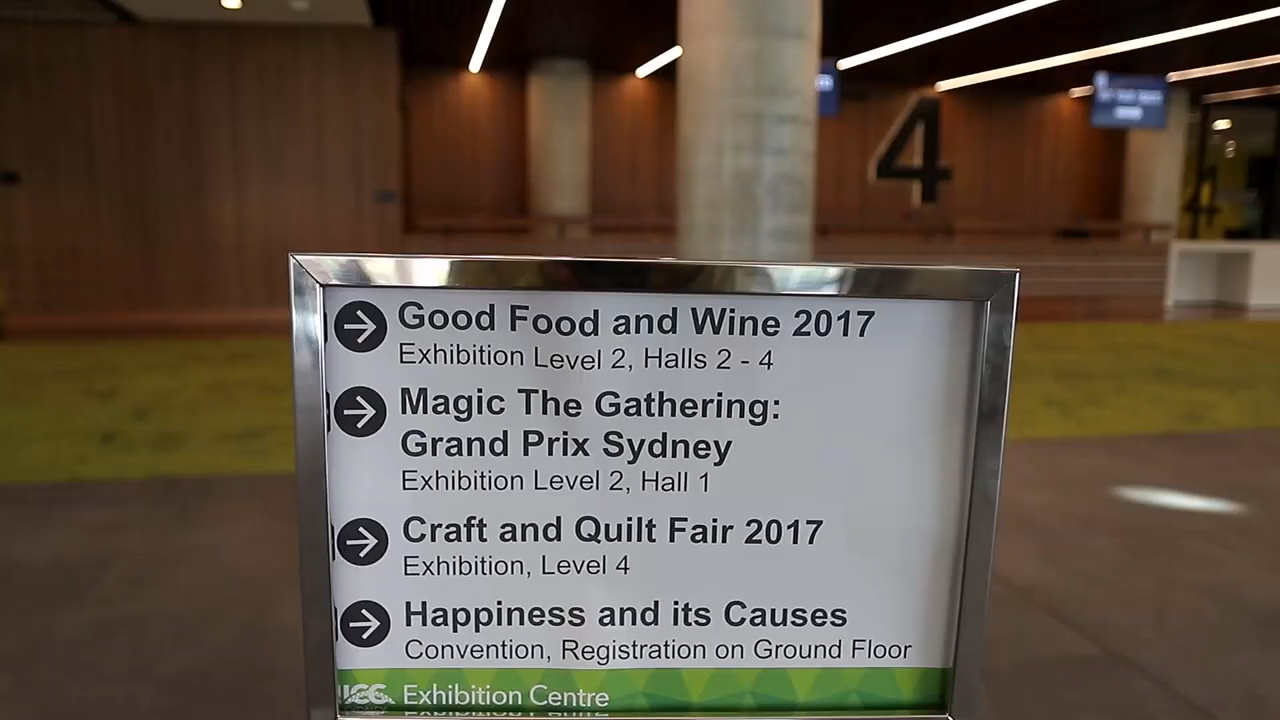 4
Good Food and Wine 2017
Exhibition Level 2, Halls 2 - 4
Magic The Gathering:
Grand Prix Sydney
Exhibition Level 2, Hall 1
Craft and Quilt Fair 2017
Exhibition, Level 4
Happiness and its Causes
Convention, Registration on Ground Floor
ICC Exhibition Centre